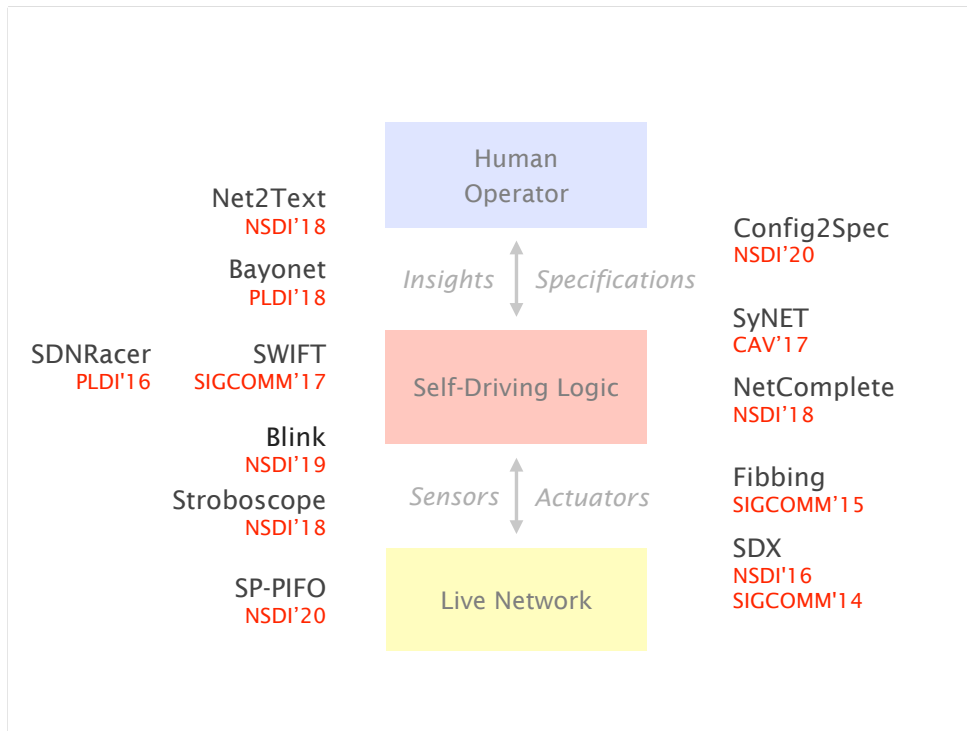 Human
Operator
Net2Text
NSDI’18
Config2Spec
NSDI’20
Bayonet
PLDI’18
Insights
Specifications
SyNET
CAV’17
SDNRacer
PLDI'16
SWIFT
SIGCOMM’17
Self-Driving Logic
NetComplete
NSDI’18
Blink
NSDI’19
Stroboscope
NSDI’18
Sensors
Actuators
Fibbing
SIGCOMM’15
SDX
NSDI'16
SIGCOMM'14
SP-PIFO
NSDI’20
Live Network